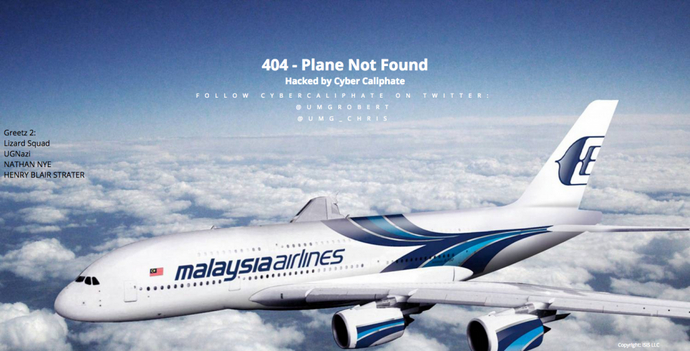 404 - Plane Not Found
Hacked by Cyber Caliphate
FOLLOW CYBERCALIPHATE ON TWITTER:
@UMGROBERT
@UMG_CHRIS
Greetz 2:
Lizard Squad
UGNazi
NATHAN NYE
HENRY BLAIR STRATER
malaysia airlines